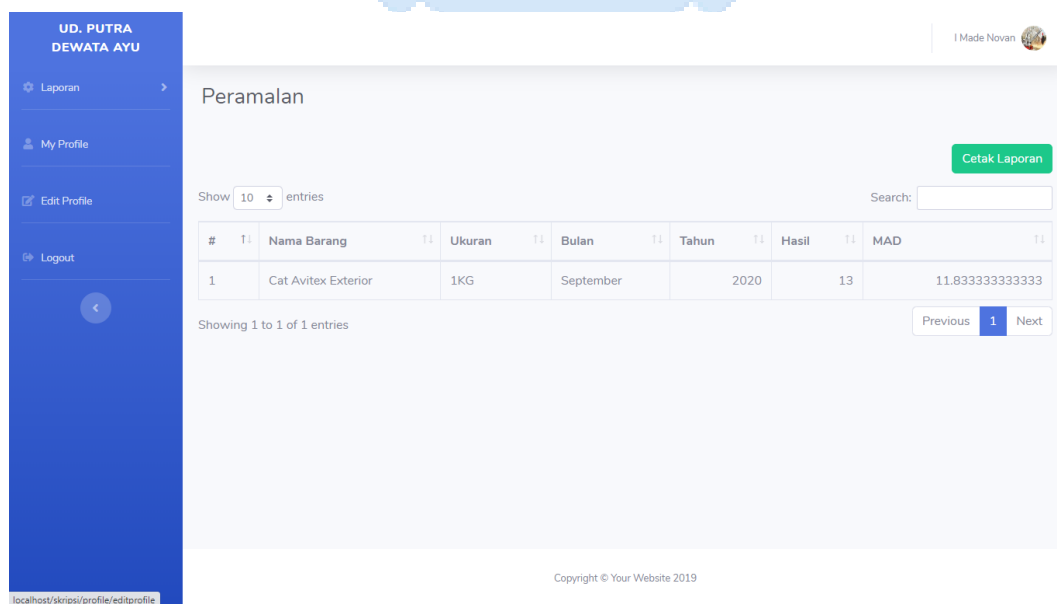 UD. PUTRA
DEWATA AYU
I Made Novan
Laporan
My Profile
Edit Profile
Logout
Peramalan
Cetak Laporan
Show 10 entries
Search:
# Nama Barang Ukuran Bulan Tahun Hasil MAD
1 Cat Avitex Exterior 1KG September 2020 13 11.833333333333
Showing 1 to 1 of 1 entries
Previous 1 Next
Copyright © Your Website 2019
localhost/skripsi/profile/editprofile